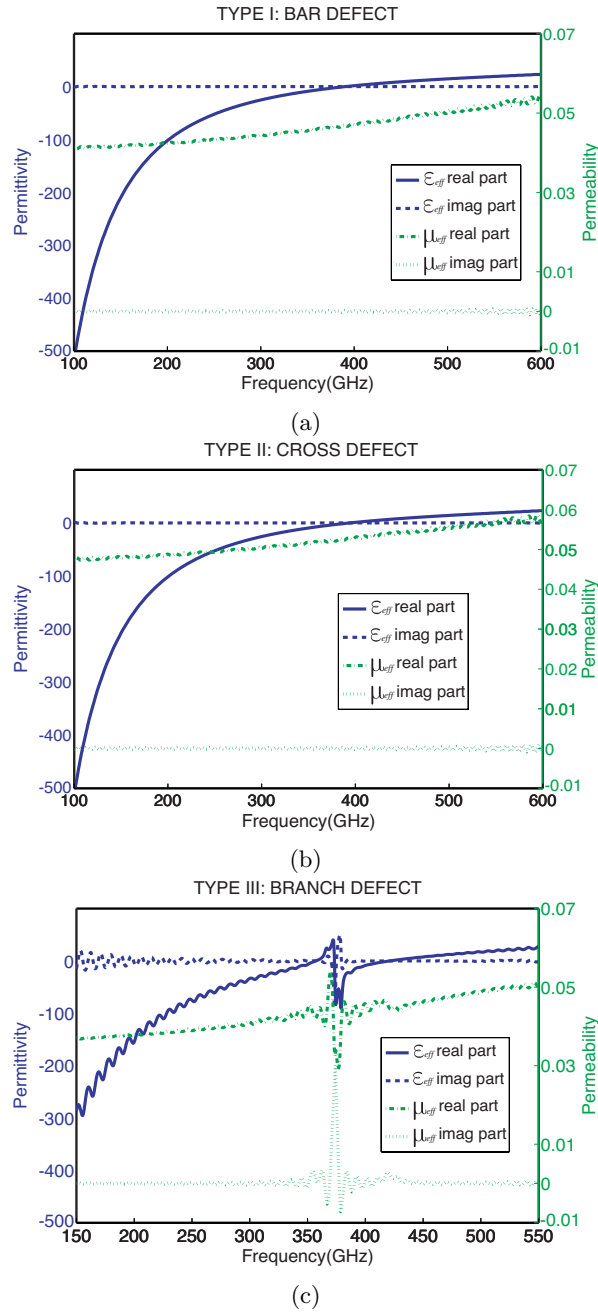 TYPE I: BAR DEFECT
0
-100
-200
-300
-400
-500
Permittivity
0.07
0.05
0.03
0.01
0
-0.01
Permeability
εeff real part
εeff imag part
μeff real part
μeff imag part
100 200 300 400 500 600
Frequency(GHz)
(a)
TYPE II: CROSS DEFECT
0
-100
-200
-300
-400
-500
Permittivity
0.07
0.06
0.05
0.04
0.03
0.02
0.01
0
-0.01
Permeability
εeff real part
εeff imag part
μeff real part
μeff imag part
100 200 300 400 500 600
Frequency(GHz)
(b)
TYPE III: BRANCH DEFECT
0
-100
-200
-300
-400
-500
Permittivity
0.07
0.05
0.03
0.01
0
-0.01
Permeability
εeff real part
εeff imag part
μeff real part
μeff imag part
150 200 250 300 350 400 450 500 550
Frequency(GHz)
(c)